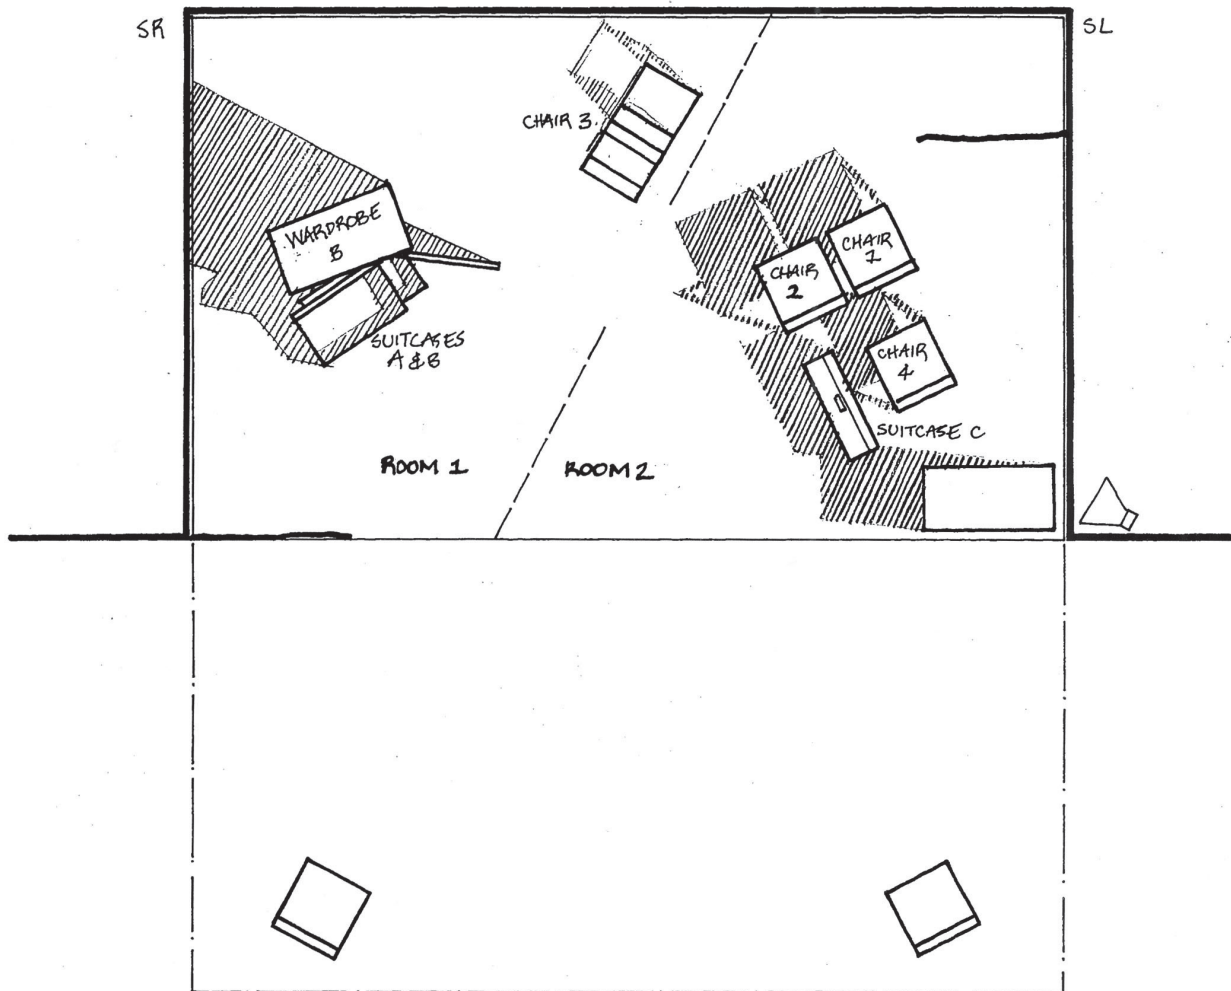 SR
SL
CHAIR 3
WARDROBE
B
CHAIR
1
CHAIR
2
SUITCASES
A & B
CHAIR
4
SUITCASE C
ROOM 1
ROOM 2